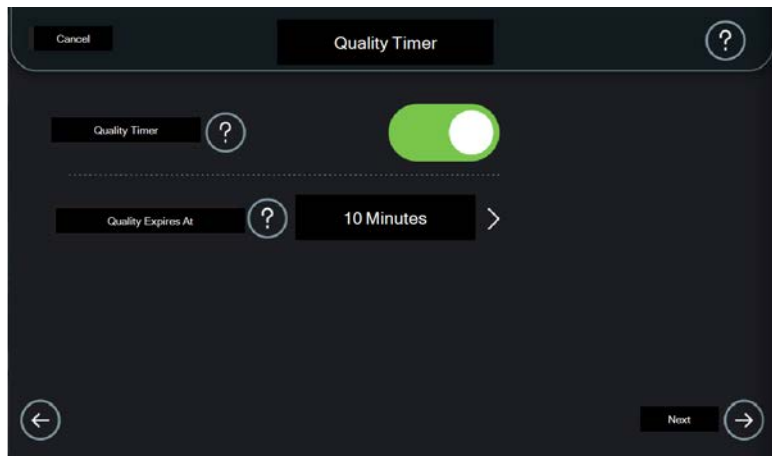 Cancel
Quality Timer
?
Quality Timer
?
Quality Expires At
?
10 Minutes
Next